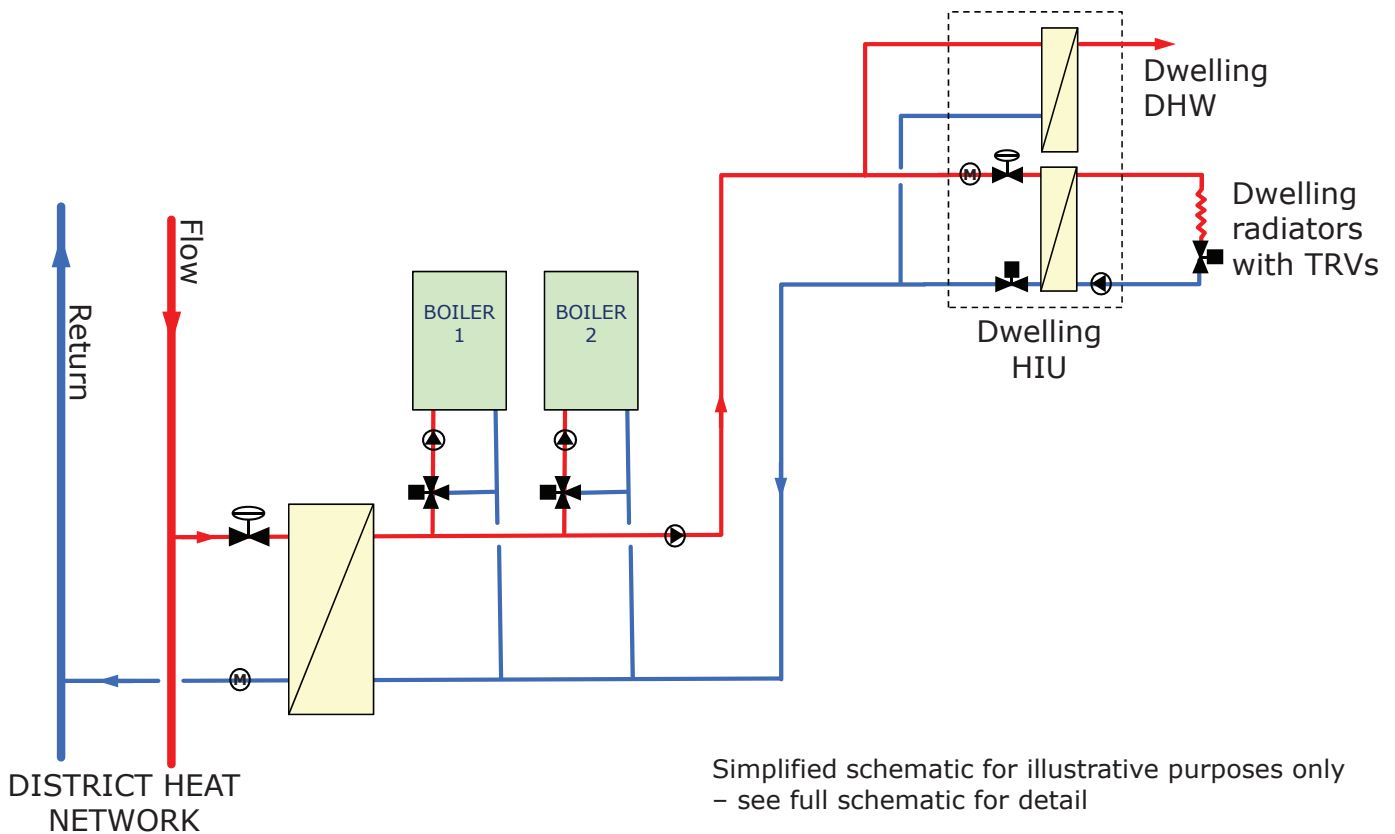 Dwelling
DHW
M
Dwelling
radiators
with TRVs
Dwelling
HIU
Flow
Return
BOILER
1
BOILER
2
M
DISTRICT HEAT
NETWORK
Simplified schematic for illustrative purposes only
– see full schematic for detail